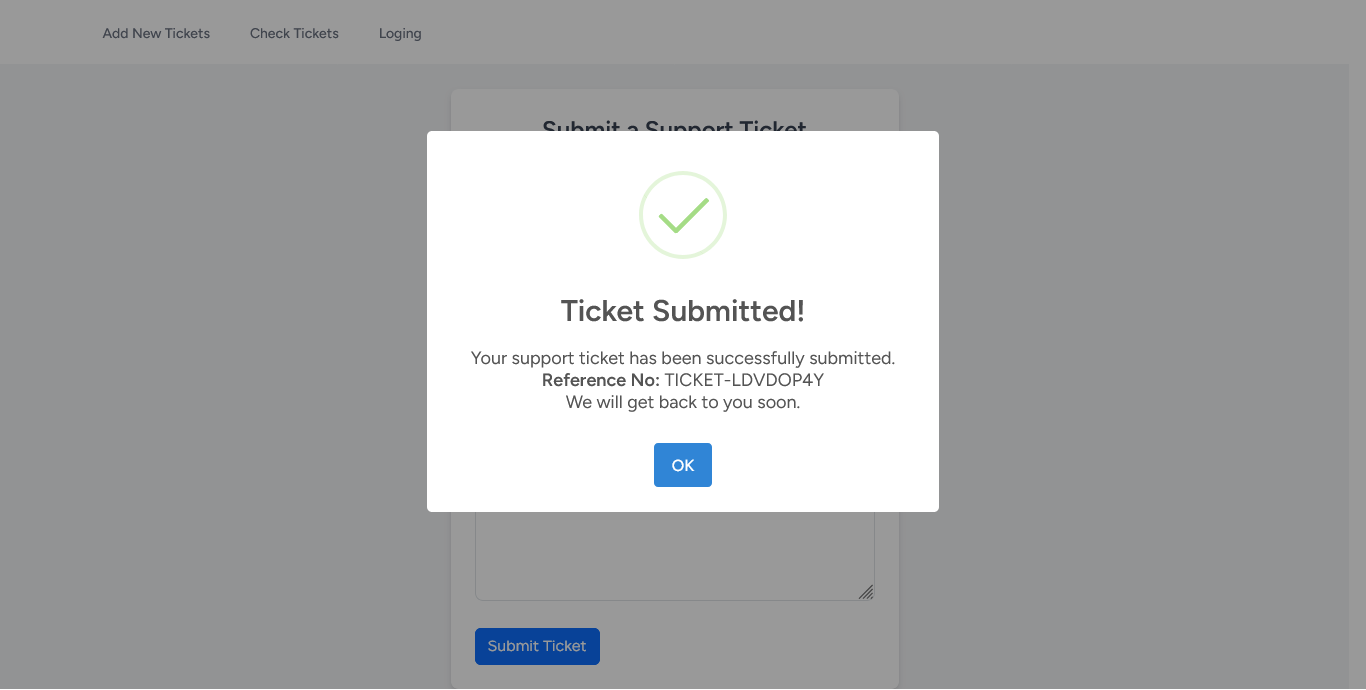 Add New Tickets Check Tickets Loging
Submit a Support Ticket
Ticket Submitted!
Your support ticket has been successfully submitted.
Reference No: TICKET-LDVDOP4Y
We will get back to you soon.
OK
Submit Ticket